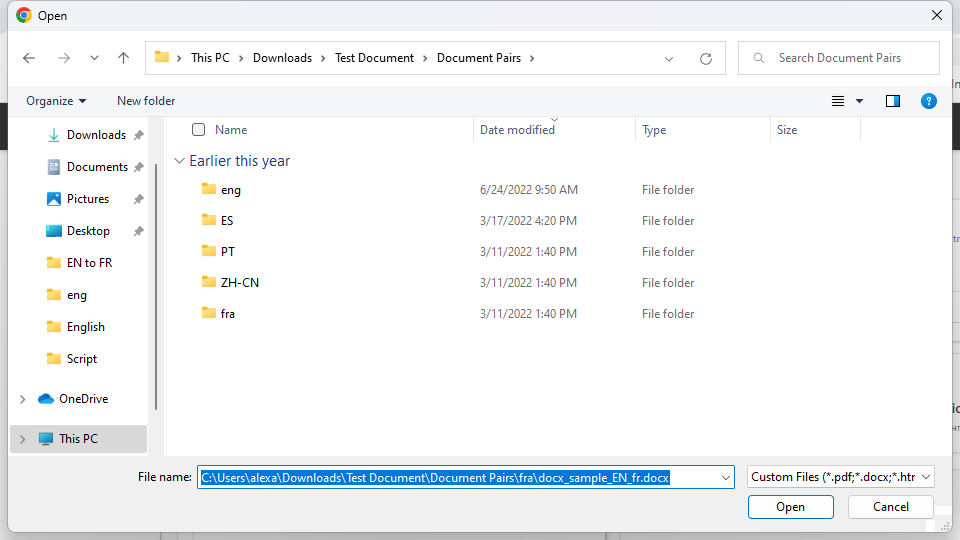 Open
This PC > Downloads > Test Document > Document Pairs >
Search Document Pairs
Organize
New folder
?
Downloads
Documents
Pictures
Desktop
EN to FR
eng
English
Script
OneDrive
This PC
Name Date modified Type Size
Earlier this year
eng 6/24/2022 9:50 AM File folder
ES 3/17/2022 4:20 PM File folder
PT 3/11/2022 1:40 PM File folder
ZH-CN 3/11/2022 1:40 PM File folder
fra 3/11/2022 1:40 PM File folder
File name: C:\Users\alexa\Downloads\Test Document\Document Pairs\fra\docx_sample_EN_fr.docx
Custom Files (*.pdf;*.docx;*.htr
Open Cancel